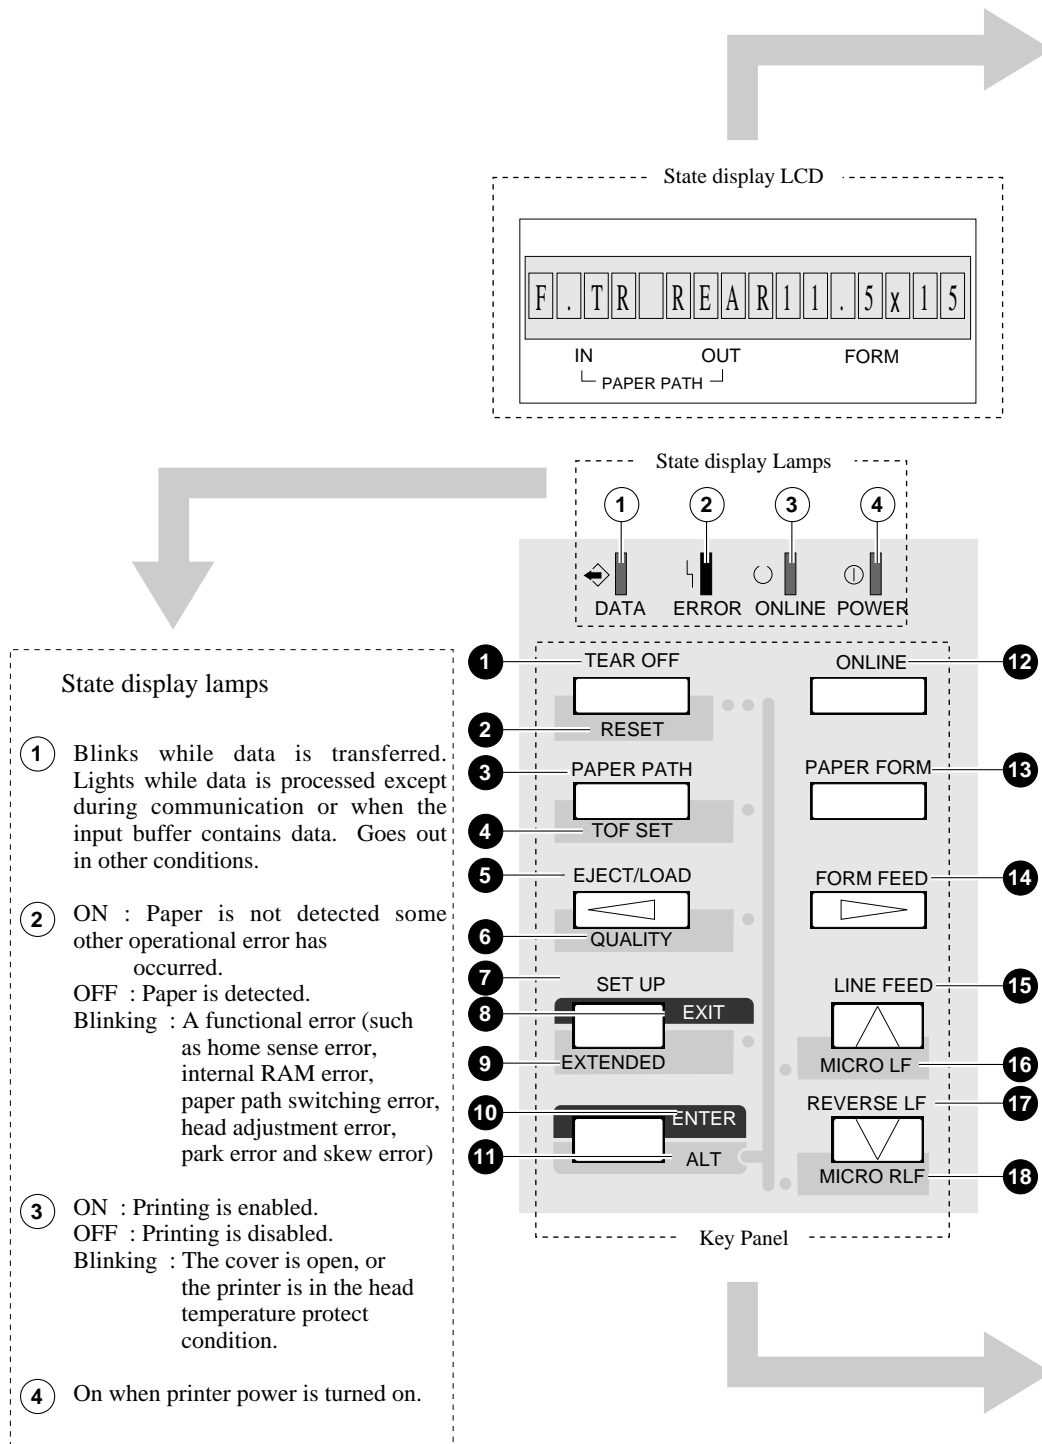 State display LCD
F . T R R E A R 1 1 . 5 x 1 5
IN OUT FORM
PAPER PATH
State display Lamps
1 2 3 4
DATA ERROR ONLINE POWER
1 TEAR OFF ONLINE 12
2 RESET
3 PAPER PATH PAPER FORM 13
4 TOF SET
5 EJECT/LOAD FORM FEED 14
6 QUALITY
7 SET UP LINE FEED 15
8 EXIT
9 EXTENDED MICRO LF 16
10 ENTER REVERSE LF 17
11 ALT MICRO RLF 18
Key Panel
State display lamps
1 Blinks while data is transferred.
Lights while data is processed except
during communication or when the
input buffer contains data. Goes out
in other conditions.
2 ON : Paper is not detected some
other operational error has
occurred.
OFF : Paper is detected.
Blinking : A functional error (such
as home sense error,
internal RAM error,
paper path switching error,
head adjustment error,
park error and skew error)
3 ON : Printing is enabled.
OFF : Printing is disabled.
Blinking : The cover is open, or
the printer is in the head
temperature protect
condition.
4 On when printer power is turned on.